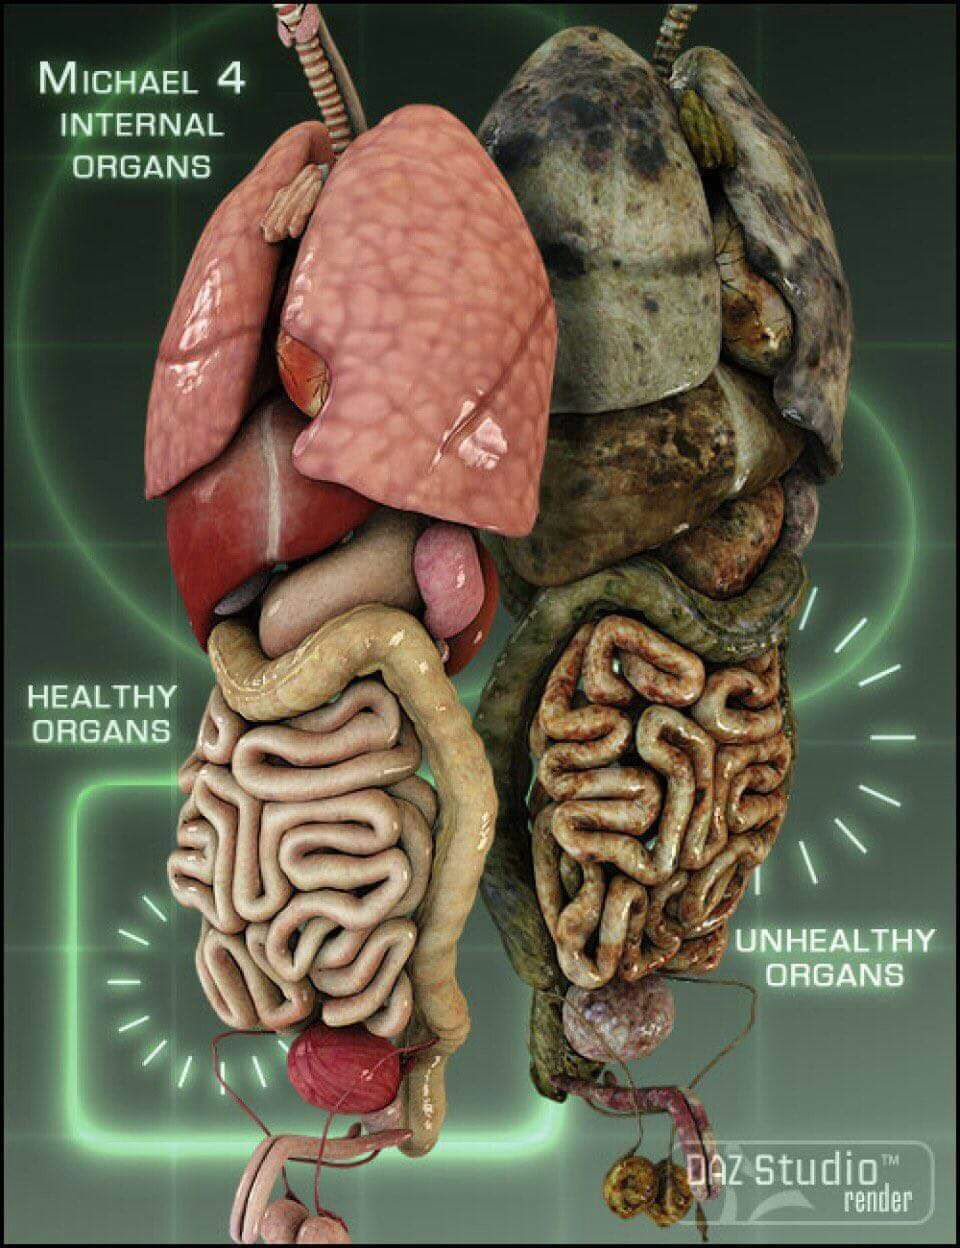 MICHAEL 4
INTERNAL
ORGANS
HEALTHY
ORGANS
UNHEALTHY
ORGANS
DAZ Studio™
render